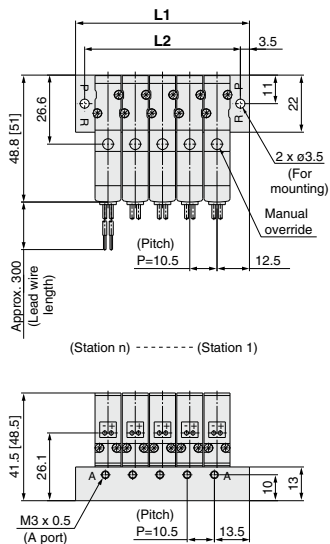 L1
L2
3.5
P
R
P
R
11
22
26.6
48.8 [51]
2 x ø3.5
(For
mounting)
Manual
override
Approx. 300
(Lead wire
length)
(Pitch)
P=10.5
12.5
(Station n) ------- (Station 1)
41.5 [48.5]
26.1
A
A
10
13
M3 x 0.5
(A port)
(Pitch)
P=10.5
13.5